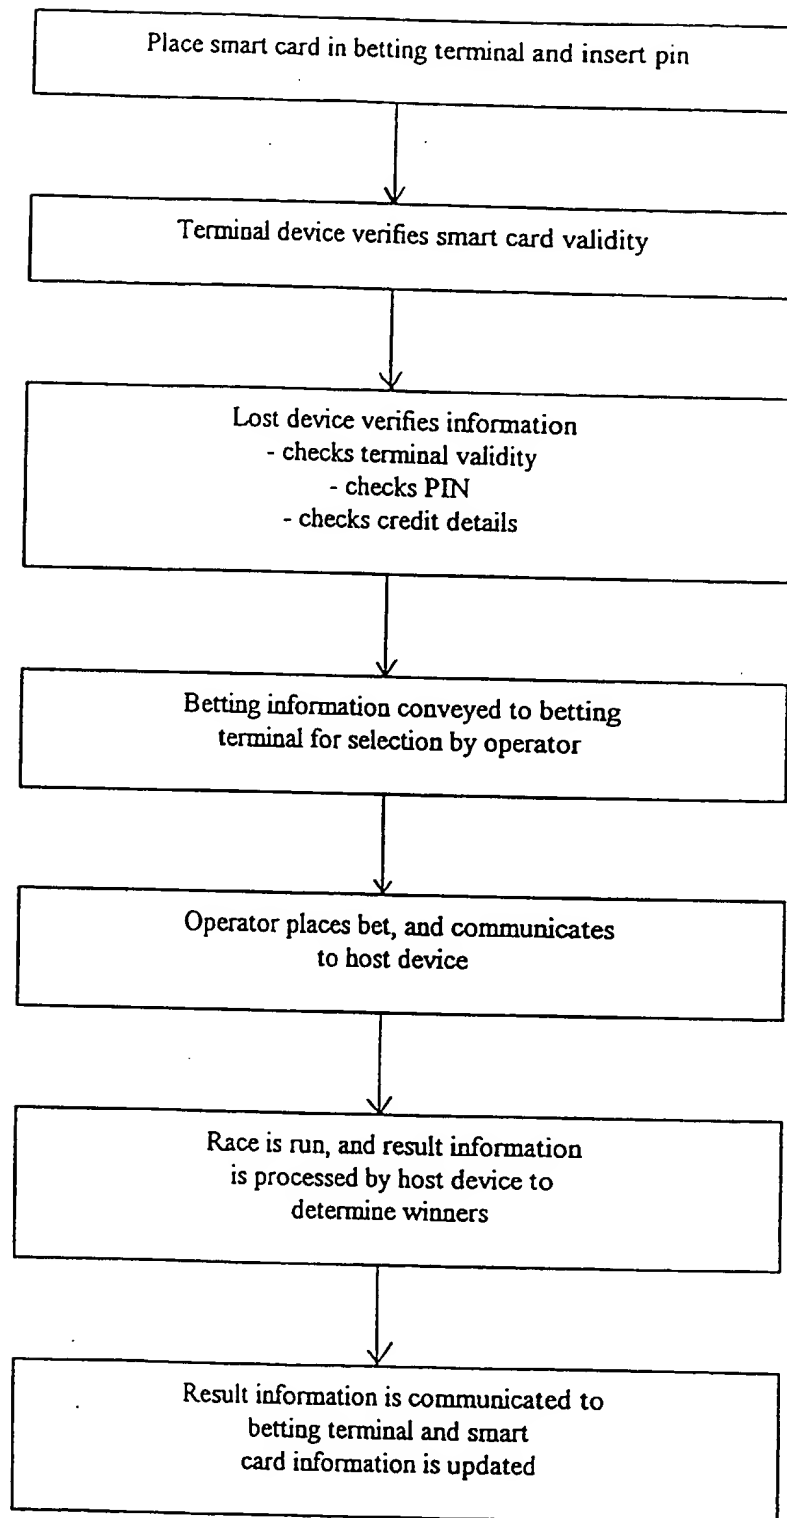 Place smart card in betting terminal and insert pin
Terminal device verifies smart card validity
Lost device verifies information
- checks terminal validity
- checks PIN
- checks credit details
Betting information conveyed to betting
terminal for selection by operator
Operator places bet, and communicates
to host device
Race is run, and result information
is processed by host device to
determine winners
Result information is communicated to
betting terminal and smart
card information is updated